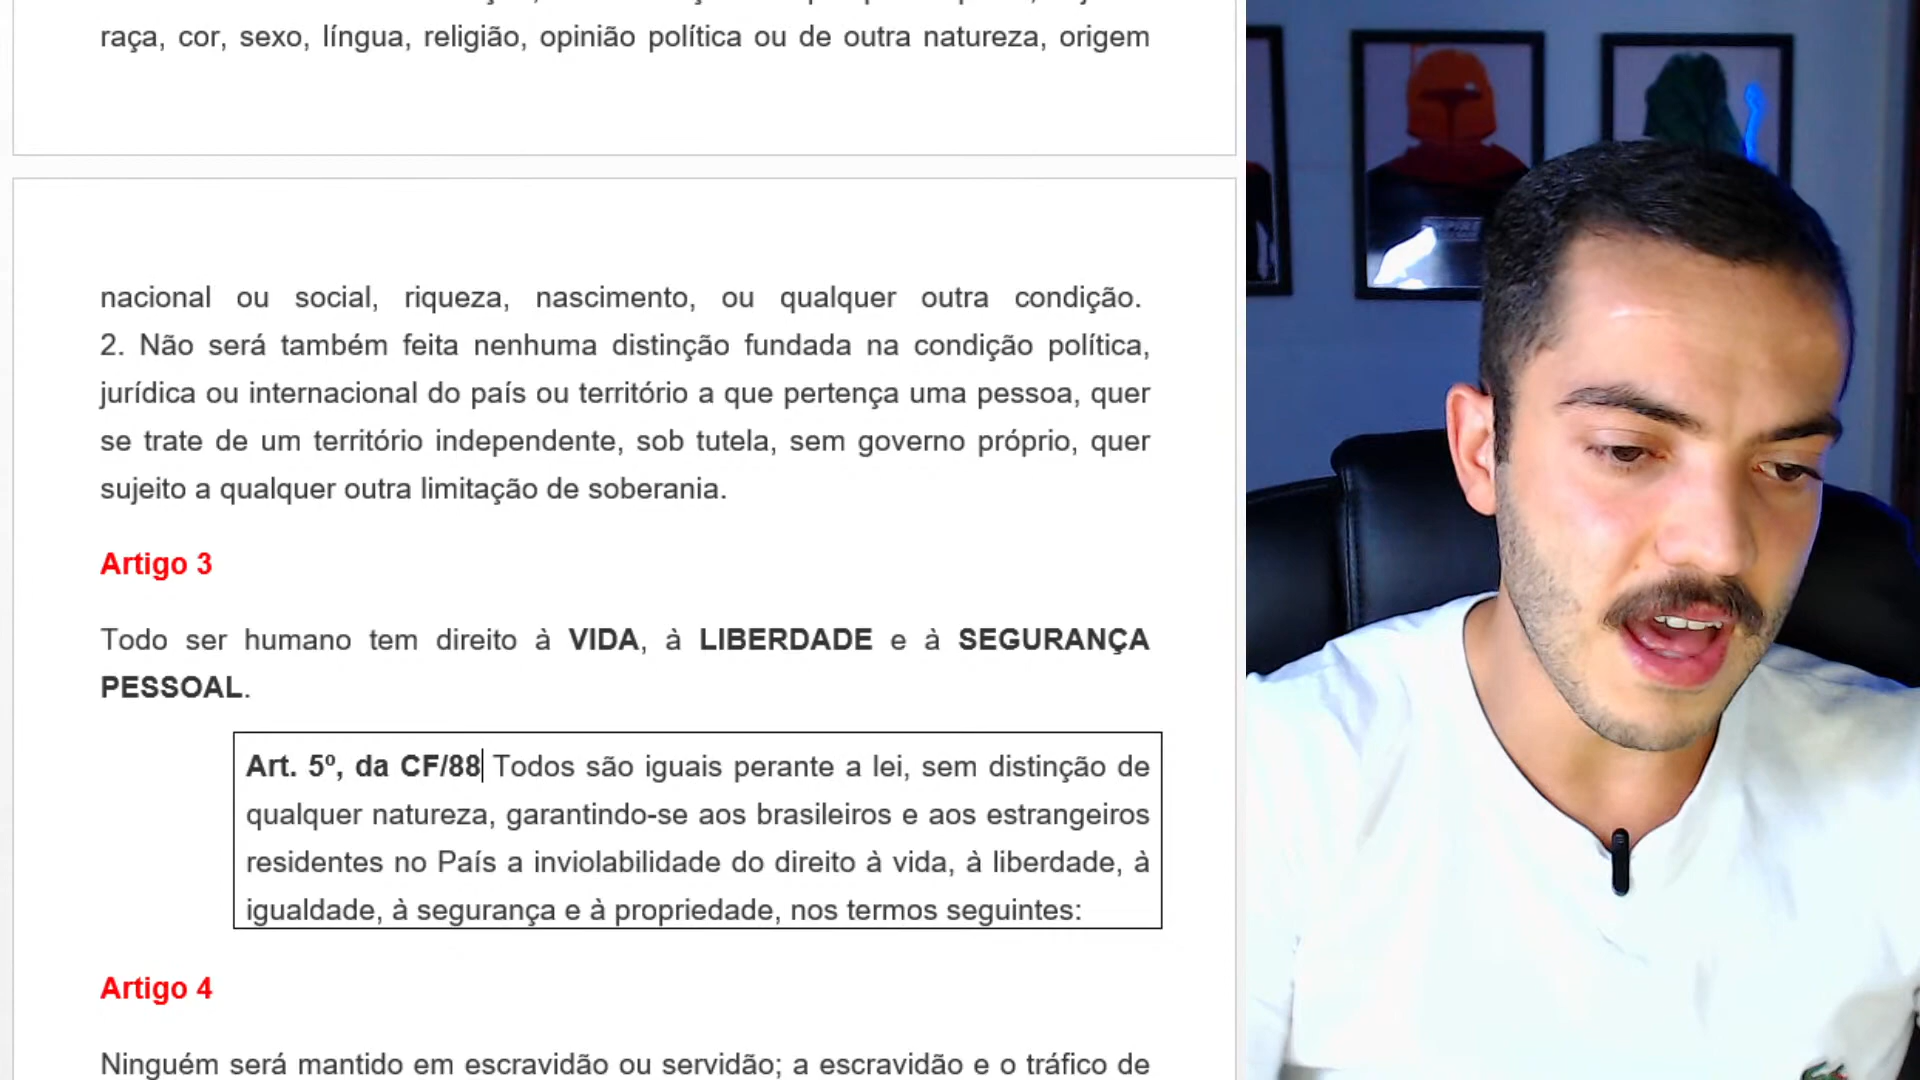 raça, cor, sexo, língua, religião, opinião política ou de outra natureza, origem
nacional ou social, riqueza, nascimento, ou qualquer outra condição.
2. Não será também feita nenhuma distinção fundada na condição política,
jurídica ou internacional do país ou território a que pertença uma pessoa, quer
se trate de um território independente, sob tutela, sem governo próprio, quer
sujeito a qualquer outra limitação de soberania.
Artigo 3
Todo ser humano tem direito à VIDA, à LIBERDADE e à SEGURANÇA
PESSOAL.
Art. 5º, da CF/88 Todos são iguais perante a lei, sem distinção de
qualquer natureza, garantindo-se aos brasileiros e aos estrangeiros
residentes no País a inviolabilidade do direito à vida, à liberdade, à
igualdade, à segurança e à propriedade, nos termos seguintes:
Artigo 4
Ninguém será mantido em escravidão ou servidão; a escravidão e o tráfico de